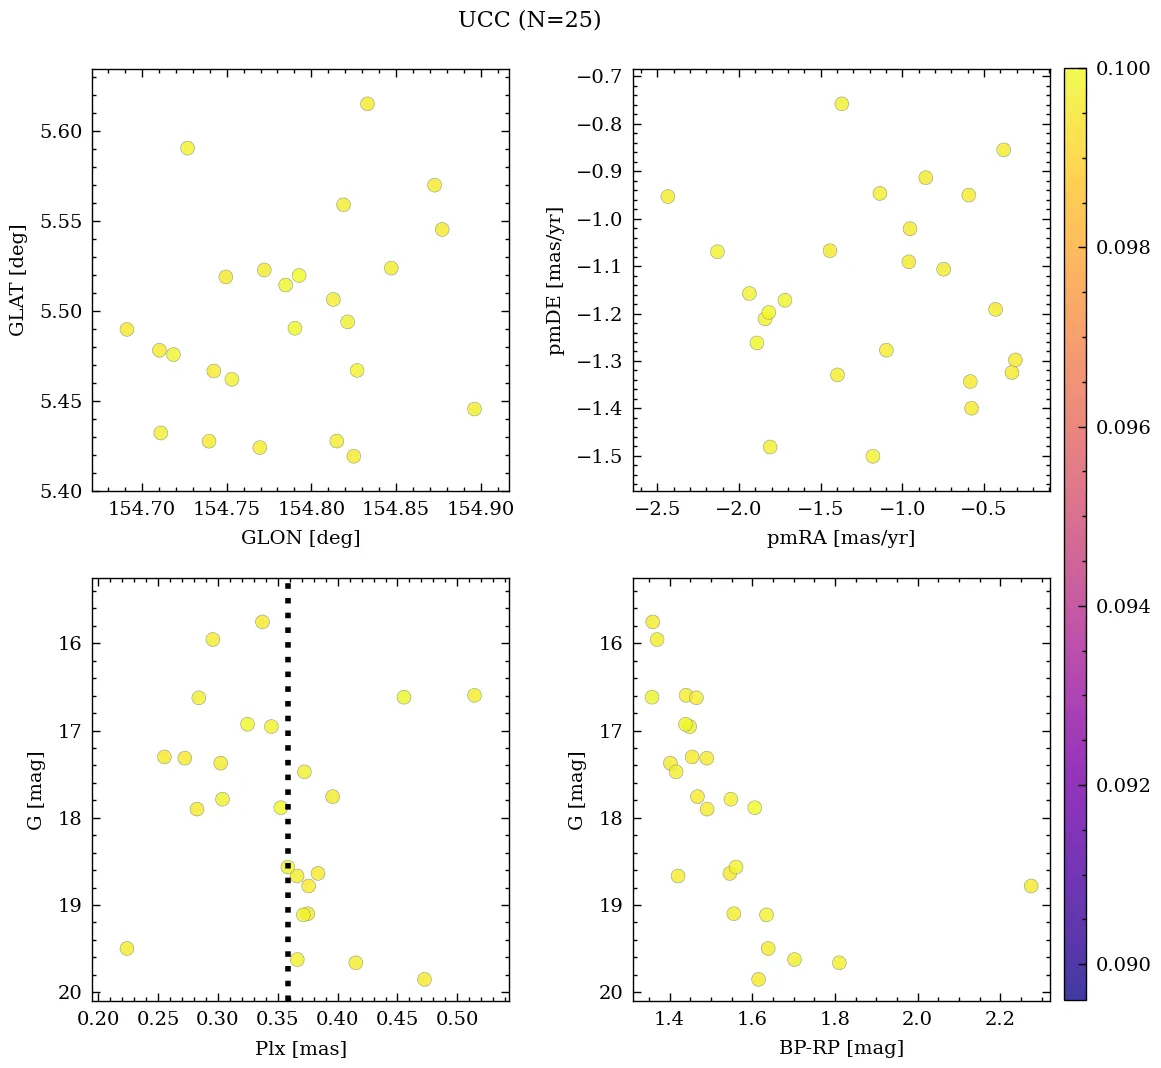 UCC (N=25)
5.60
5.55
5.50
5.45
5.40
GLAT [deg]
154.70 154.75 154.80 154.85 154.90
GLON [deg]
−0.7
−0.8
−0.9
−1.0
−1.1
−1.2
−1.3
−1.4
−1.5
pmDE [mas/yr]
−2.5 −2.0 −1.5 −1.0 −0.5
pmRA [mas/yr]
16
17
18
19
20
G [mag]
0.20 0.25 0.30 0.35 0.40 0.45 0.50
Plx [mas]
16
17
18
19
20
G [mag]
1.4 1.6 1.8 2.0 2.2
BP-RP [mag]
0.100
0.098
0.096
0.094
0.092
0.090